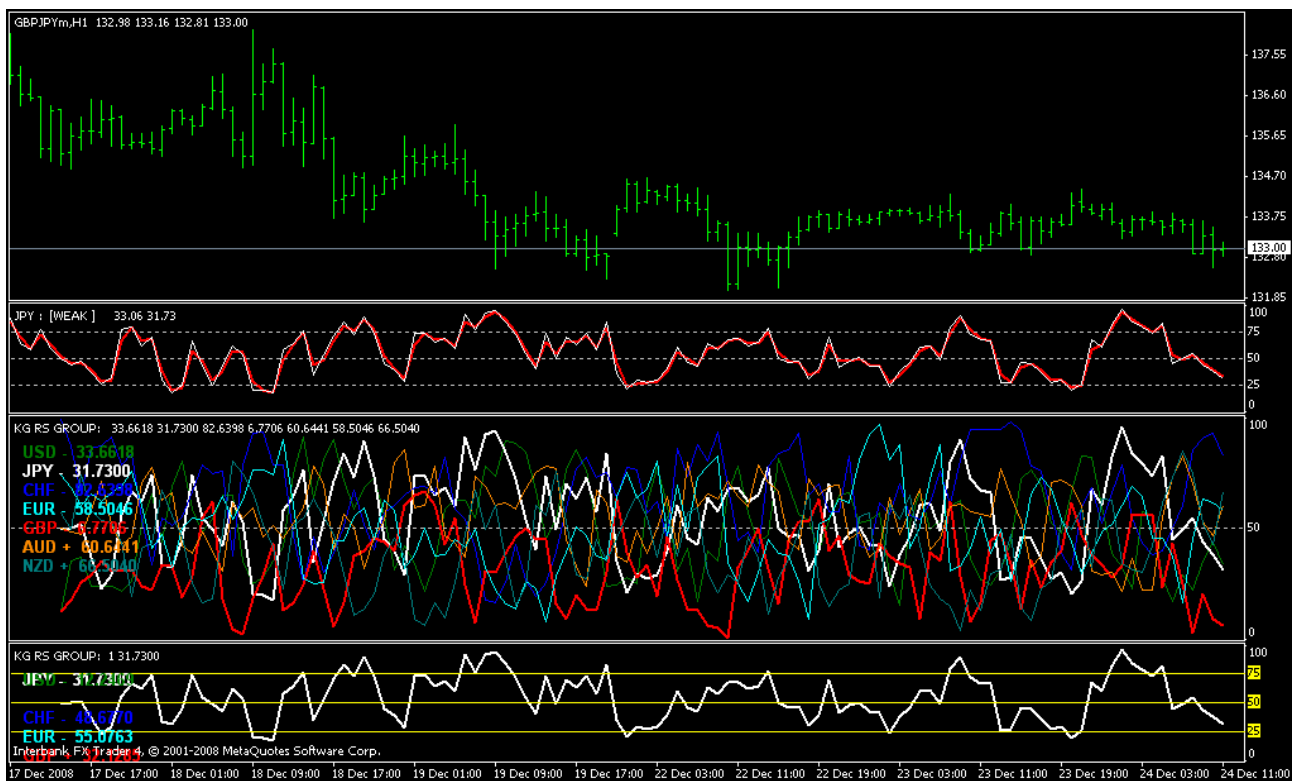 GBPJPYm,H1 132.98 133.16 132.81 133.00
137.55
136.60
135.65
134.70
133.75
133.00
132.80
131.85
JPY : [WEAK ] 33.06 31.73
100
75
50
25
0
KG RS GROUP: 33.6618 31.7300 82.6398 6.7706 60.6441 58.5046 66.5040
100
USD - 33.6618
JPY - 31.7300
CHF -
EUR - 58.5046
GBP - 6.7706
50
AUD + 60.6441
NZD + 66.5040
0
KG RS GROUP: 1 31.7300
100
JPY - 31.7300
75
50
CHF -
EUR - 55.0763
25
GBP +
Interbank FX Trader 4, © 2001-2008 MetaQuotes Software Corp.
0
17 Dec 2008 17 Dec 17:00 18 Dec 01:00 18 Dec 09:00 18 Dec 17:00 19 Dec 01:00 19 Dec 09:00 19 Dec 17:00 22 Dec 03:00 22 Dec 11:00 22 Dec 19:00 23 Dec 03:00 23 Dec 11:00 23 Dec 19:00 24 Dec 03:00 24 Dec 11:00